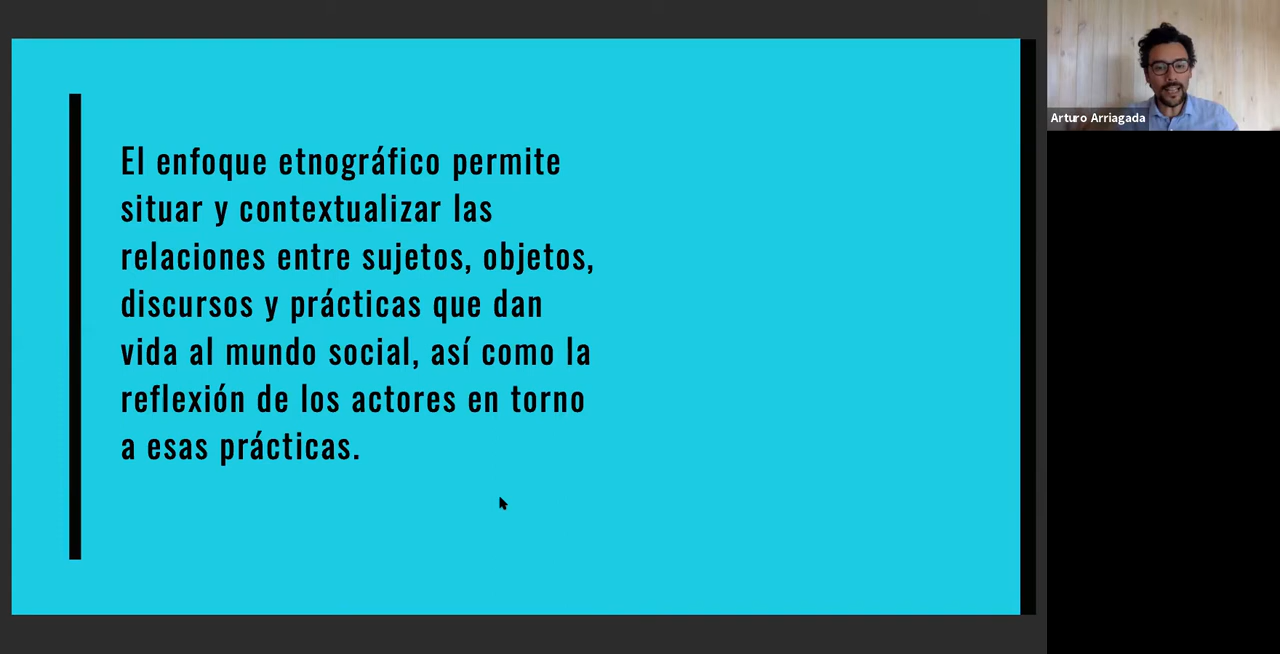 El enfoque etnográfico permite
situar y contextualizar las
relaciones entre sujetos, objetos,
discursos y prácticas que dan
vida al mundo social, así como la
reflexión de los actores en torno
a esas prácticas.
Arturo Arriagada